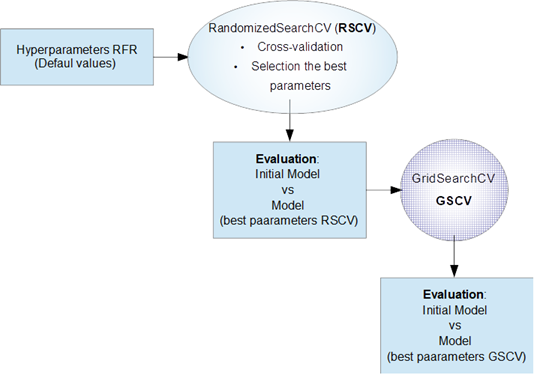 Hyperparameters RFR
(Defaul values)
RandomizedSearchCV (RSCV)
• Cross-validation
• Selection the best
parameters
Evaluation:
Initial Model
vs
Model
(best paarameters RSCV)
GridSearchCV
GSCV
Evaluation:
Initial Model
vs
Model
(best paarameters GSCV)